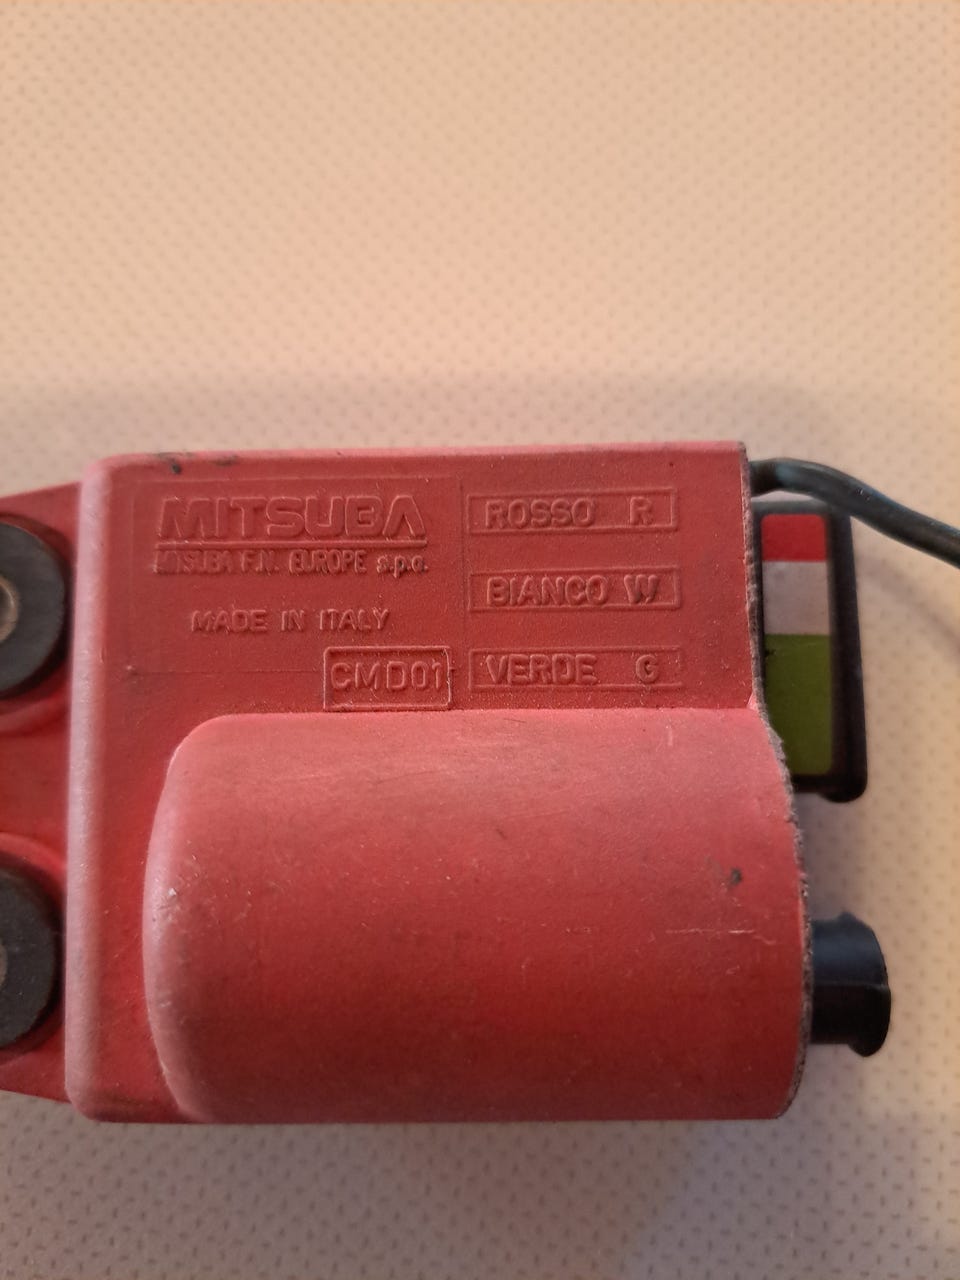 MITSUBA
MITSUBA F.N. EUROPE s.p.a.
MADE IN ITALY
CMD01
ROSSO R
BIANCO W
VERDE G